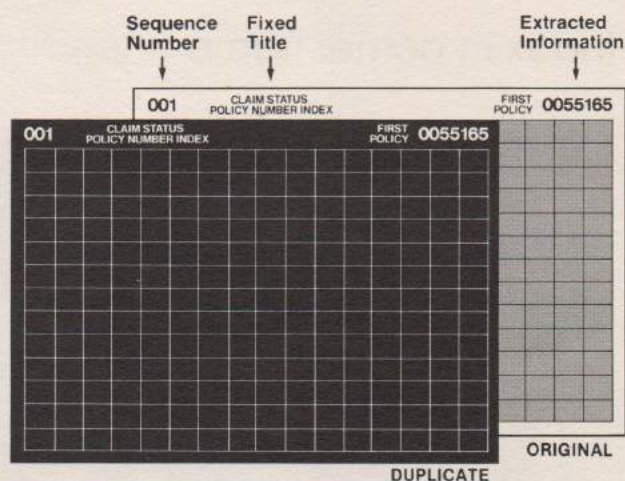 Sequence Number
Fixed Title
Extracted Information
001 CLAIM STATUS POLICY NUMBER INDEX FIRST POLICY 0055165
001 CLAIM STATUS POLICY NUMBER INDEX FIRST POLICY 0055165
ORIGINAL
DUPLICATE